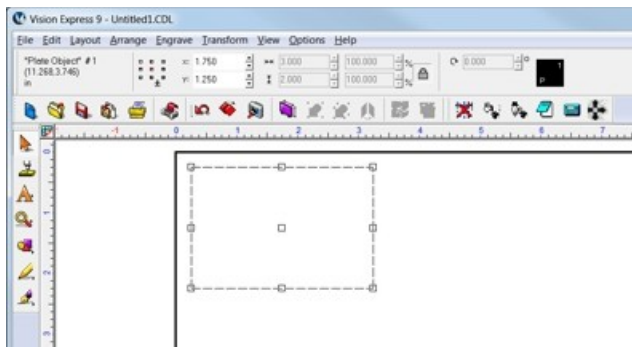 Vision Express 9 - Untitled1.CDL
File Edit Layout Arrange Engrave Transform View Options Help
"Plate Object" #1 x: 1.750 3.000 100.000 % 0.000 ° 1
(11.268,3.746) y: 1.250 2.000 100.000 % P
in
-1 0 1 2 3 4 5 6 7
0
1
2
3